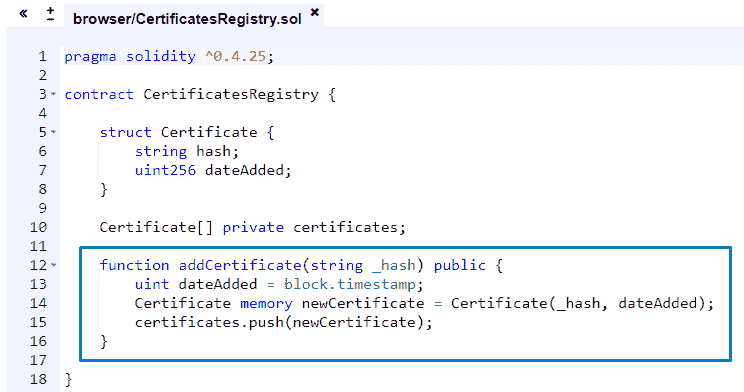 browser/CertificatesRegistry.sol
1 pragma solidity ^0.4.25;
2
3 contract CertificatesRegistry {
4
5     struct Certificate {
6         string hash;
7         uint256 dateAdded;
8     }
9
10     Certificate[] private certificates;
11
12     function addCertificate(string _hash) public {
13         uint dateAdded = block.timestamp;
14         Certificate memory newCertificate = Certificate(_hash, dateAdded);
15         certificates.push(newCertificate);
16     }
17
18 }